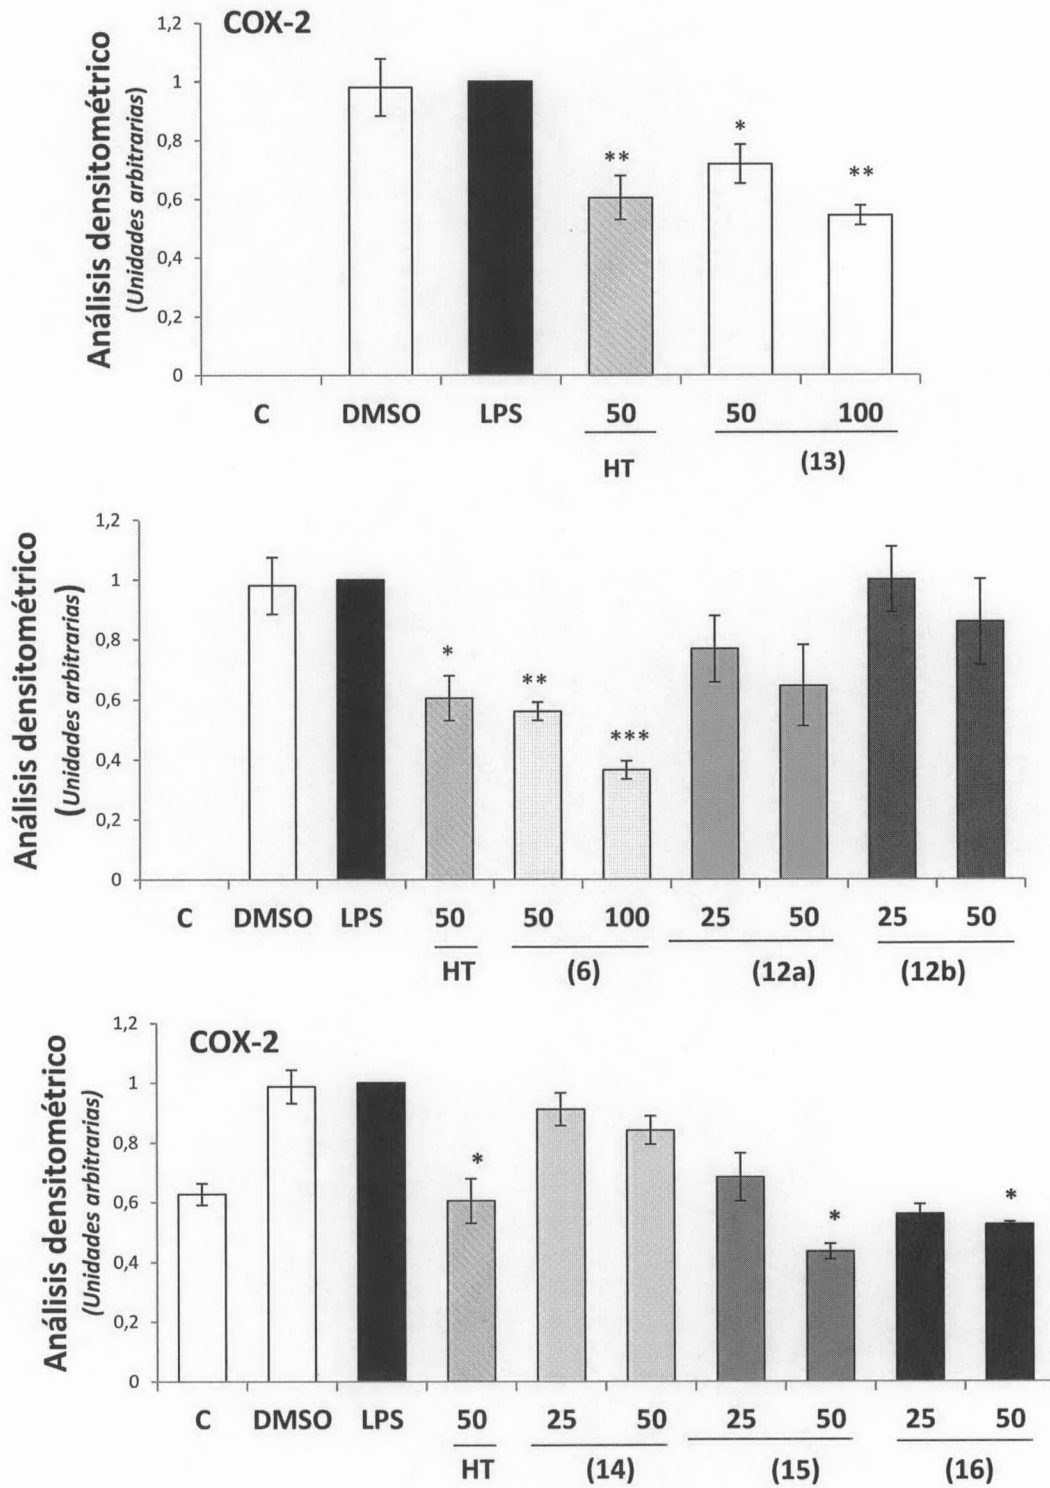 COX-2
Análisis densitométrico
(Unidades arbitrarias)
1,2
1
0,8
0,6
0,4
0,2
0
**
*
**
C DMSO LPS 50 50 100
HT (13)
Análisis densitométrico
(Unidades arbitrarias)
1,2
1
0,8
0,6
0,4
0,2
0
*
**
***
C DMSO LPS 50 50 100 25 50 25 50
HT (6) (12a) (12b)
COX-2
Análisis densitométrico
(Unidades arbitrarias)
1,2
1
0,8
0,6
0,4
0,2
0
*
*
*
C DMSO LPS 50 25 50 25 50 25 50
HT (14) (15) (16)